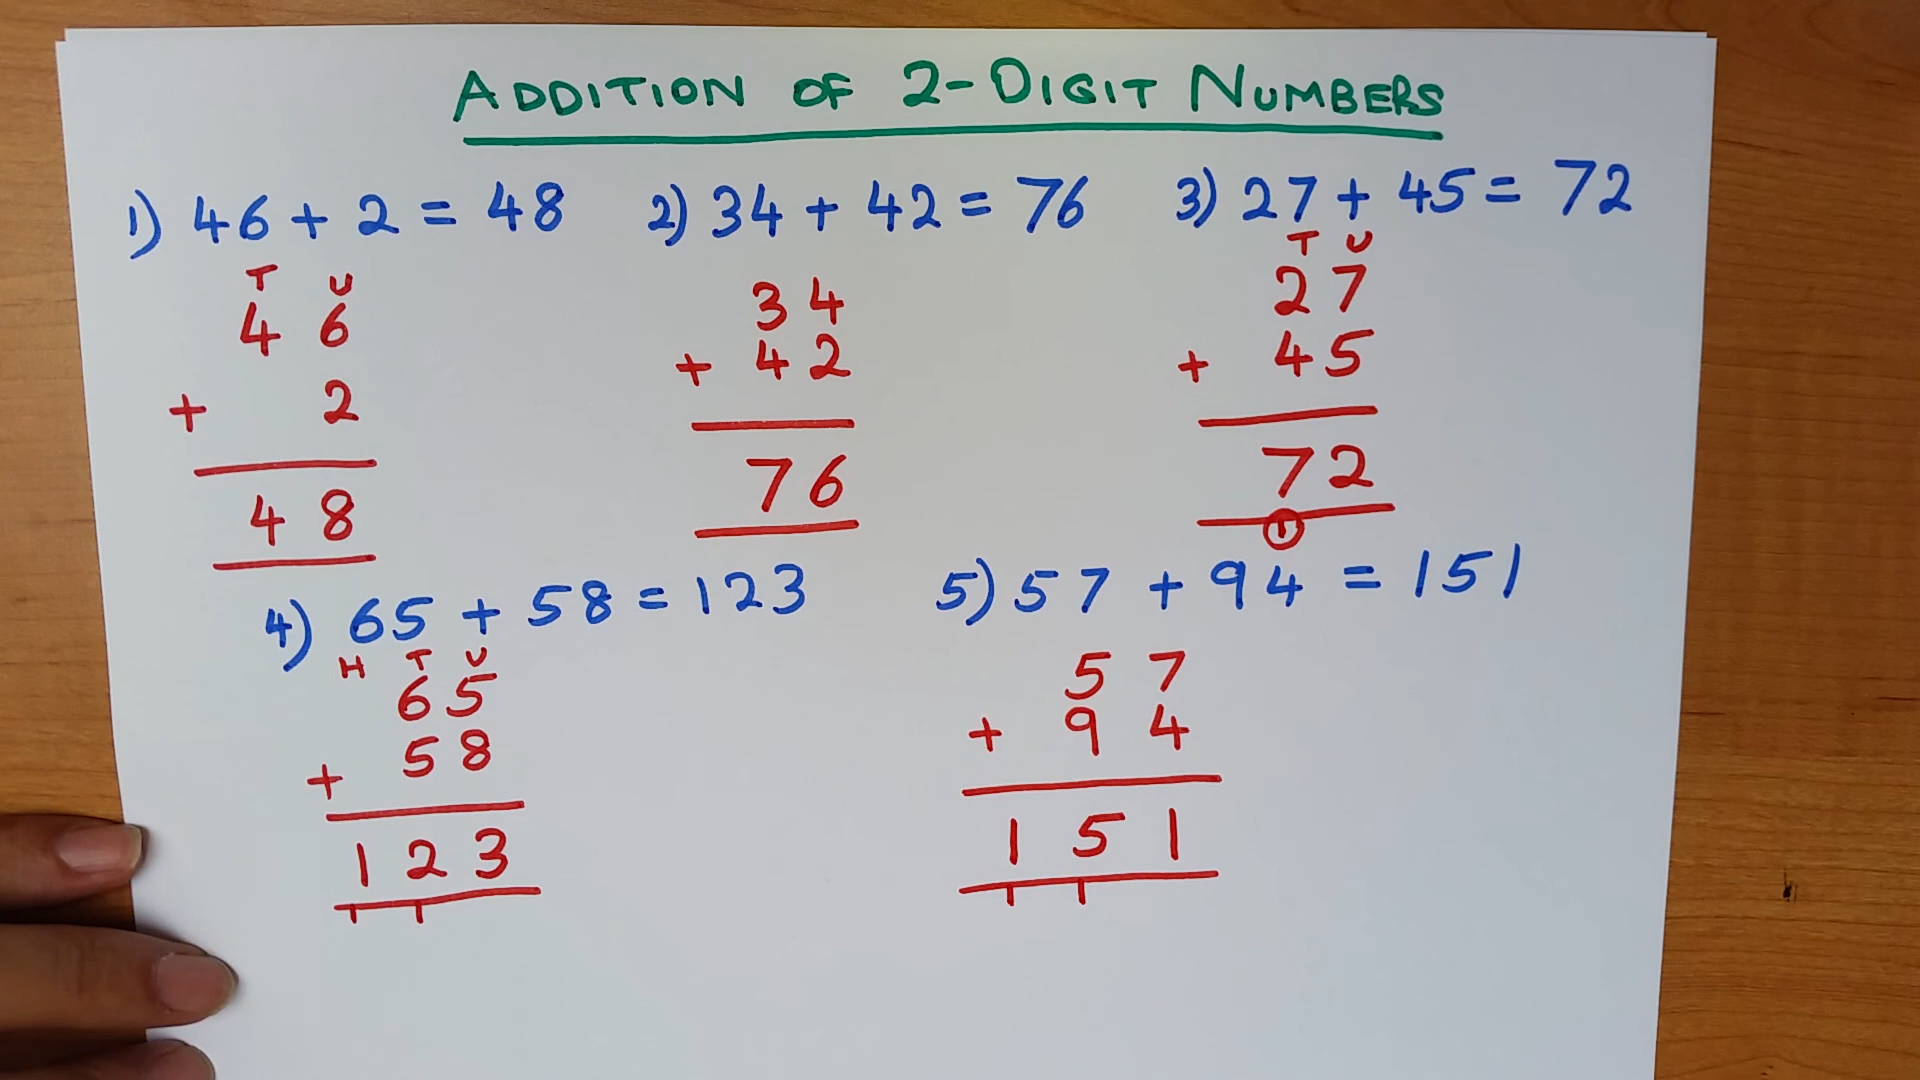 ADDITION OF 2-DIGIT NUMBERS
1) 46 + 2 = 48
T U
4 6
+ 2
4 8
2) 34 + 42 = 76
3 4
+ 4 2
7 6
3) 27 + 45 = 72
T U
2 7
+ 4 5
7 2
1
4) 65 + 58 = 123
H T U
6 5
+ 5 8
1 2 3
1 1
5) 57 + 94 = 151
5 7
+ 9 4
1 5 1
1 1